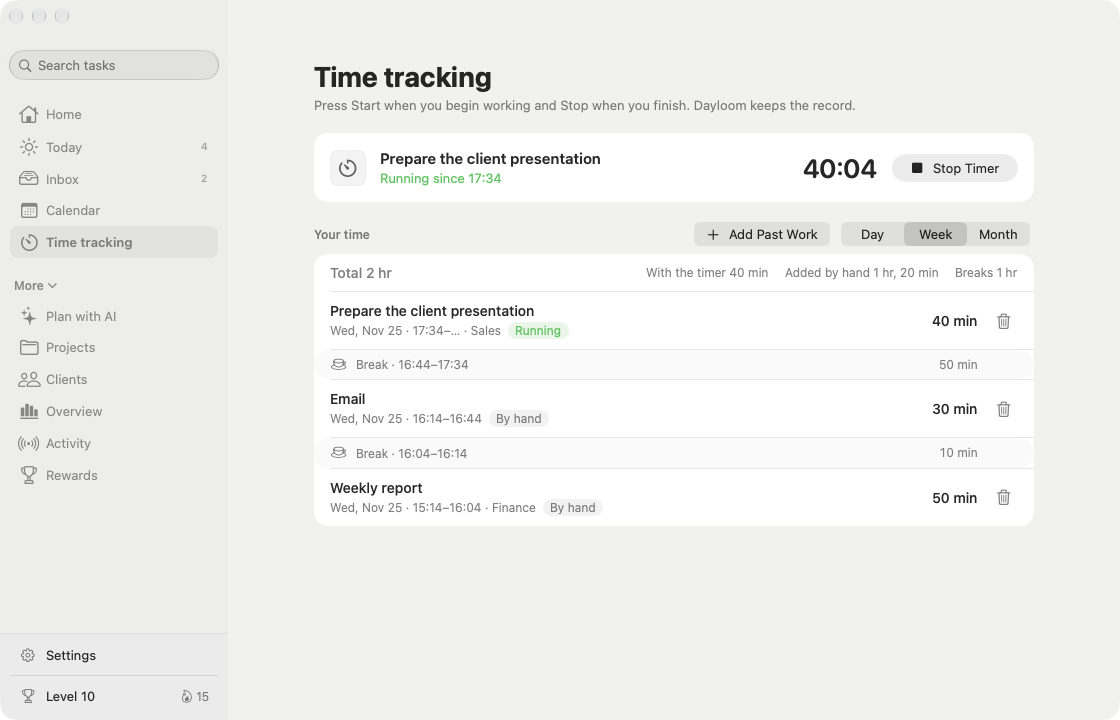 Search tasks
Home
Today 4
Inbox 2
Calendar
Time tracking
More
Plan with AI
Projects
Clients
Overview
Activity
Rewards
Settings
Level 10 15
Time tracking
Press Start when you begin working and Stop when you finish. Dayloom keeps the record.
Prepare the client presentation
Running since 17:34
40:04 Stop Timer
Your time + Add Past Work Day Week Month
Total 2 hr With the timer 40 min Added by hand 1 hr, 20 min Breaks 1 hr
Prepare the client presentation
Wed, Nov 25 · 17:34–... · Sales Running
40 min
Break · 16:44–17:34 50 min
Email
Wed, Nov 25 · 16:14–16:44 By hand
30 min
Break · 16:04–16:14 10 min
Weekly report
Wed, Nov 25 · 15:14–16:04 · Finance By hand
50 min